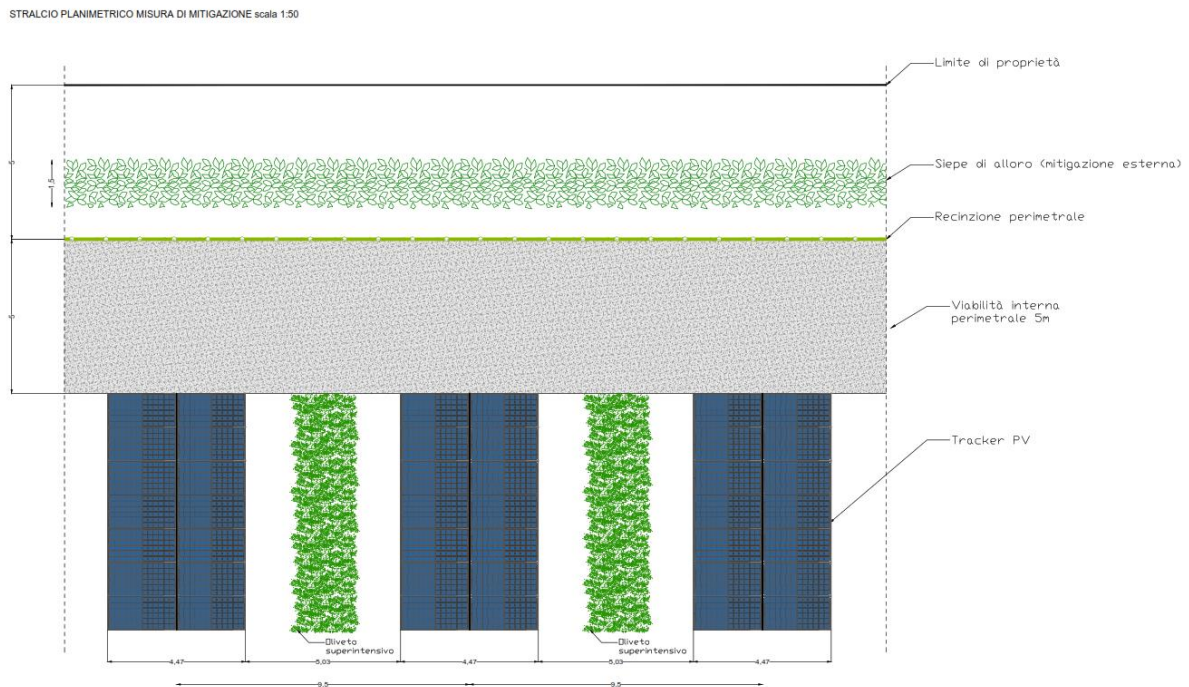 STRALCIO PLANIMETRICO MISURA DI MITIGAZIONE scala 1:50
Limite di proprietà
5
1,5
Siepe di alloro (mitigazione esterna)
Recinzione perimetrale
5
Viabilità interna
perimetrale 5m
Tracker PV
Oliveto
superintensivo
Oliveto
superintensivo
4,47
5,03
4,47
5,03
4,47
9,5
9,5